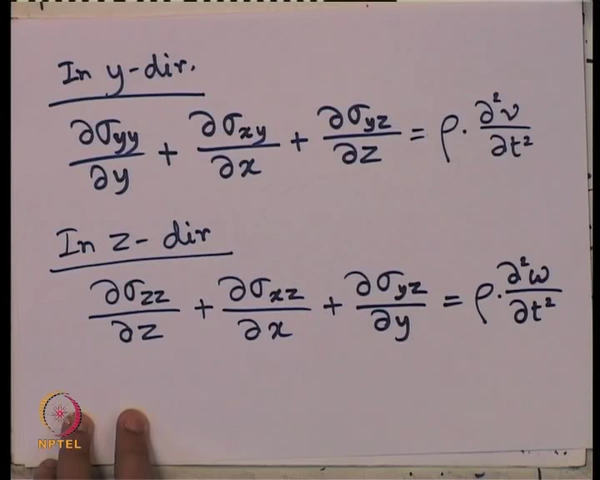 In y-dir.
∂σyy/∂y + ∂σxy/∂x + ∂σyz/∂z = ρ · ∂²v/∂t²
In z-dir
∂σzz/∂z + ∂σxz/∂x + ∂σyz/∂y = ρ · ∂²w/∂t²
NPTEL